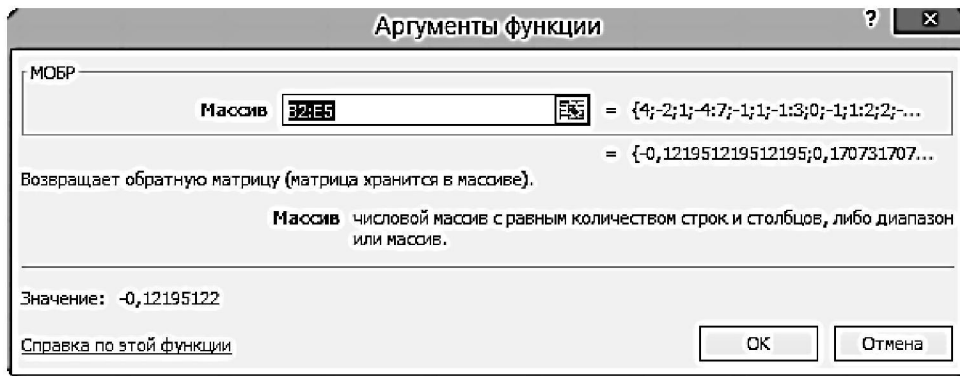 Аргументы функции
? x
МОБР
Массив B2:E5 = {4;-2;1;-4:7;-1;1;-1:3;0;-1;1:2;2;-...
= {-0,121951219512195;0,170731707...
Возвращает обратную матрицу (матрица хранится в массиве).
Массив числовой массив с равным количеством строк и столбцов, либо диапазон
или массив.
Значение: -0,12195122
Справка по этой функции
ОК Отмена